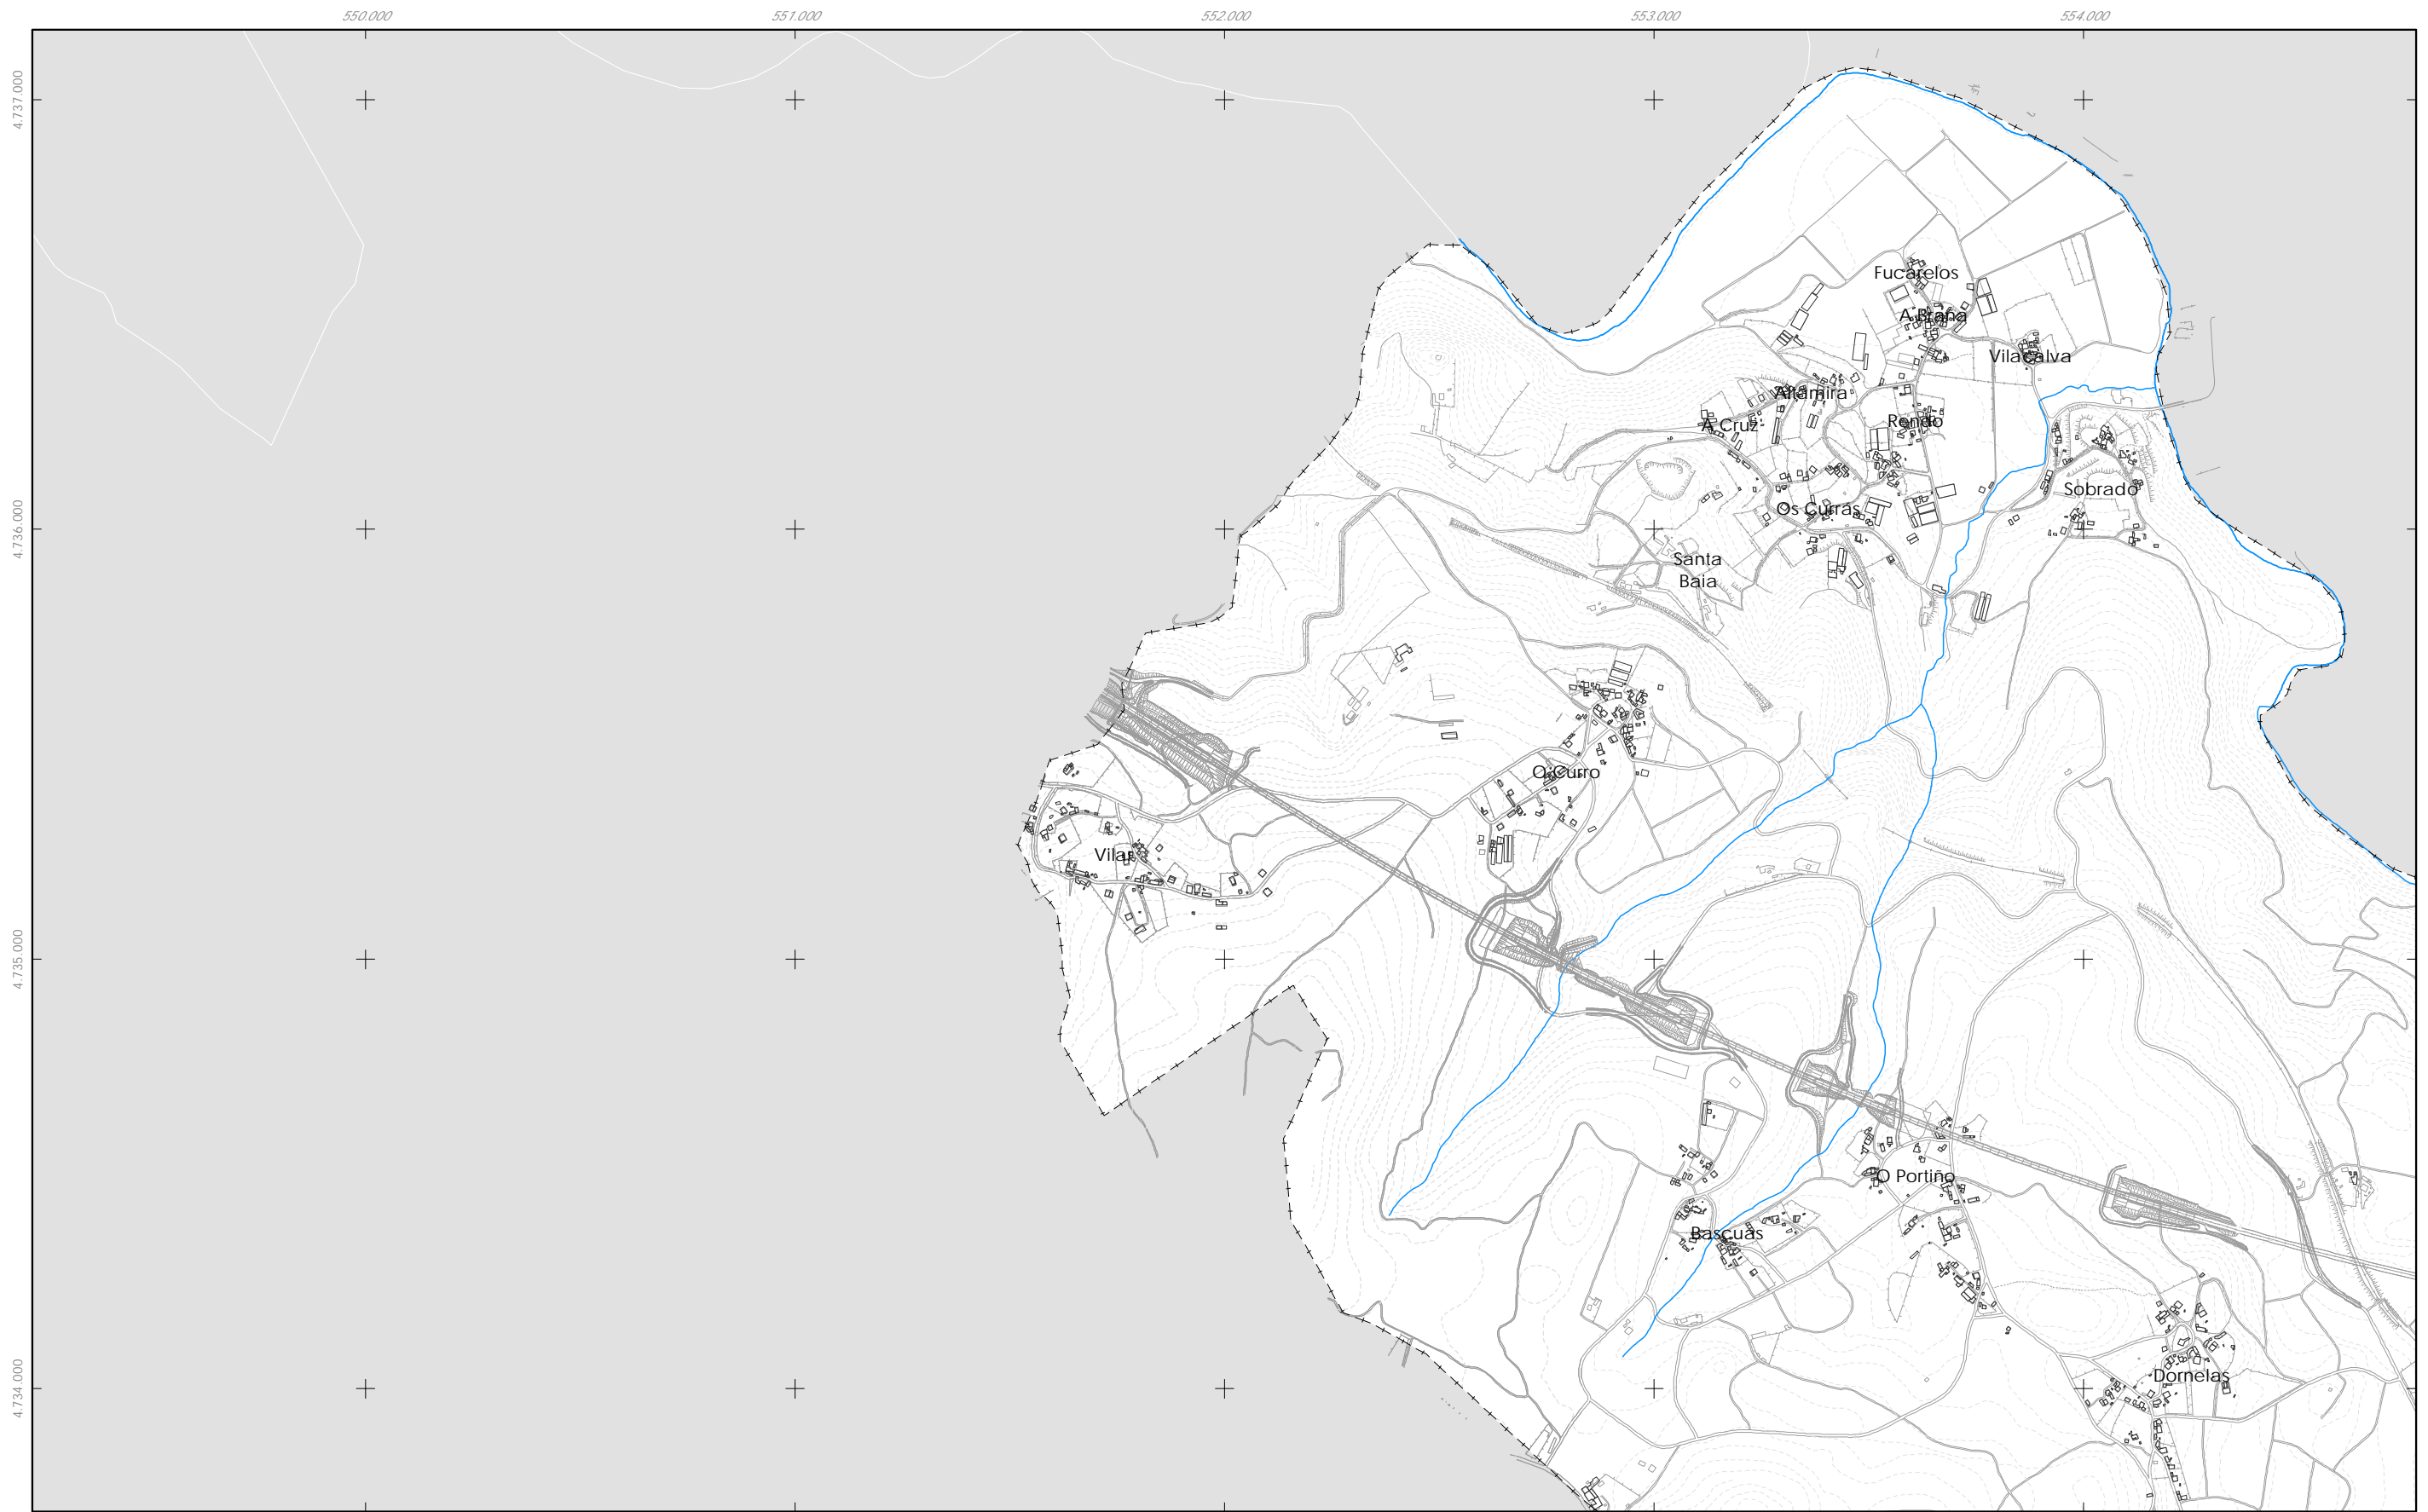 550.000
551.000
552.000
553.000
554.000
4.737.000
Fucarelos
A Braña
Vilacalva
Altamira
A Cruz
Rendo
Sobrado
Os Currás
4.736.000
Santa
Baia
O Curro
Vilar
4.735.000
O Portiño
Bascuas
Dornelas
4.734.000